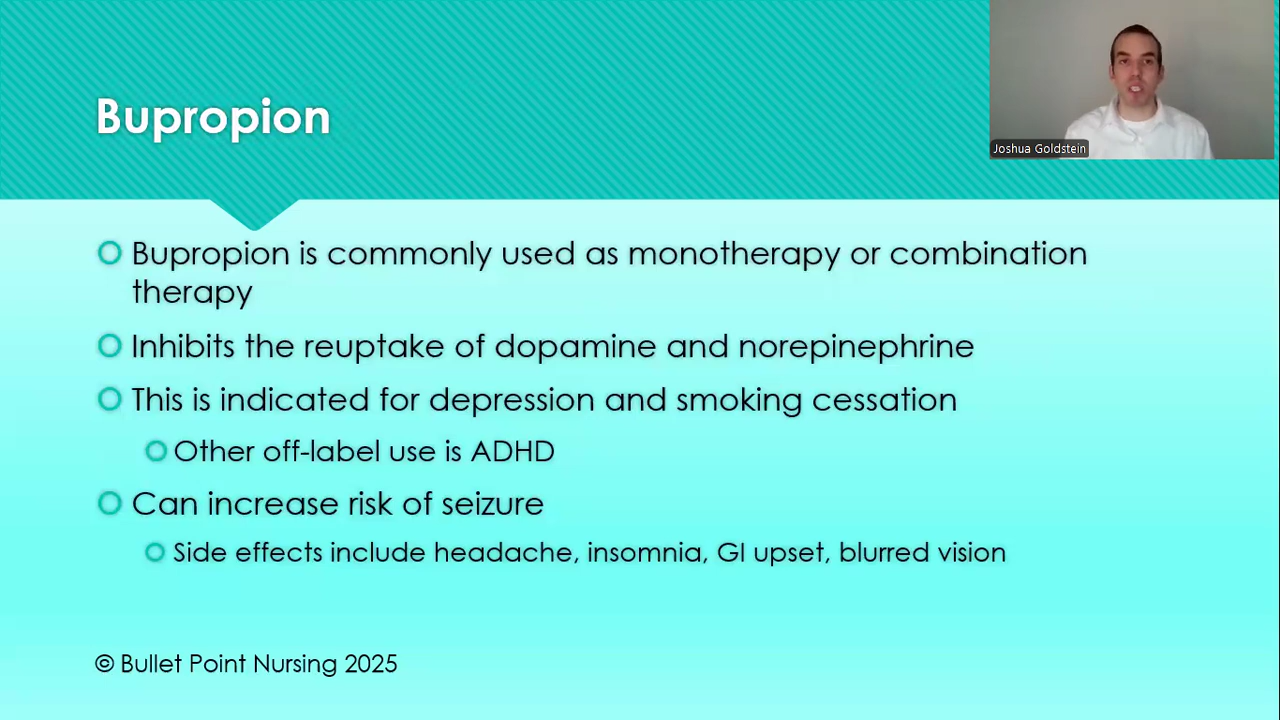 Bupropion
Joshua Goldstein
Bupropion is commonly used as monotherapy or combination
therapy
Inhibits the reuptake of dopamine and norepinephrine
This is indicated for depression and smoking cessation
Other off-label use is ADHD
Can increase risk of seizure
Side effects include headache, insomnia, GI upset, blurred vision
© Bullet Point Nursing 2025